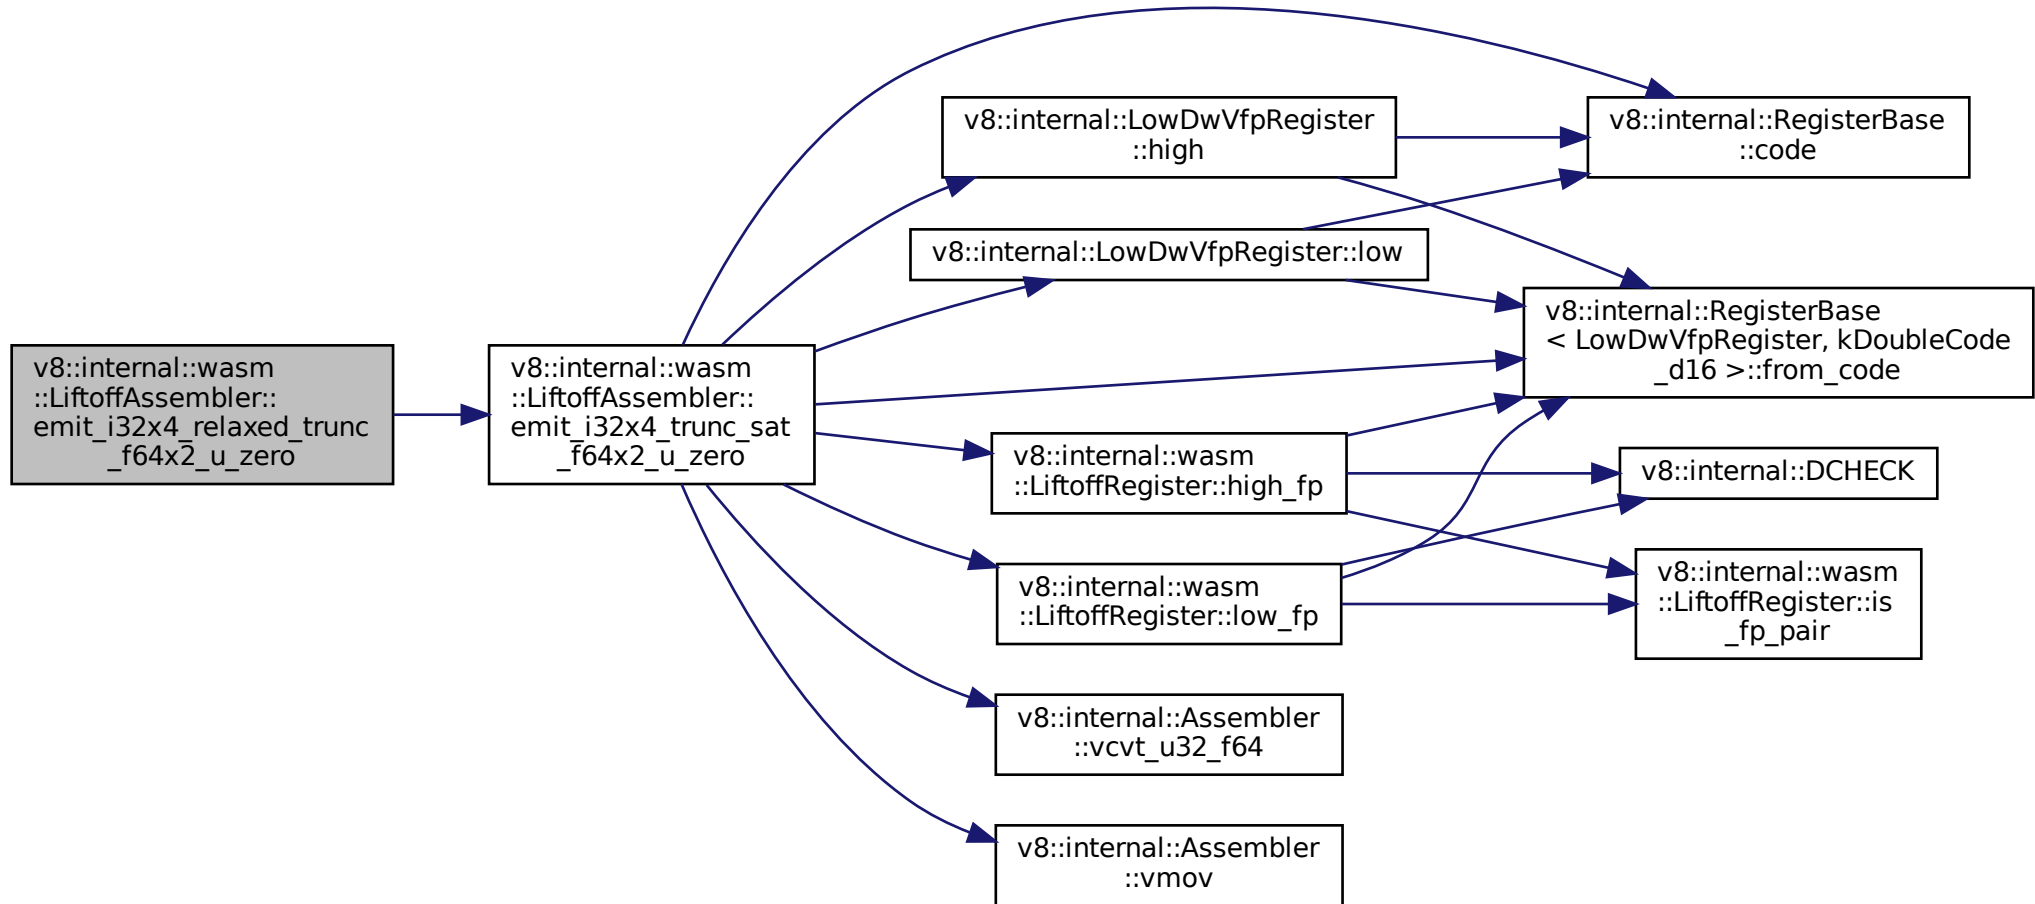 v8::internal::wasm
::LiftoffAssembler::
emit_i32x4_relaxed_trunc
_f64x2_u_zero
v8::internal::wasm
::LiftoffAssembler::
emit_i32x4_trunc_sat
_f64x2_u_zero
v8::internal::LowDwVfpRegister
::high
v8::internal::RegisterBase
::code
v8::internal::LowDwVfpRegister::low
v8::internal::RegisterBase
< LowDwVfpRegister, kDoubleCode
_d16 >::from_code
v8::internal::wasm
::LiftoffRegister::high_fp
v8::internal::DCHECK
v8::internal::wasm
::LiftoffRegister::low_fp
v8::internal::wasm
::LiftoffRegister::is
_fp_pair
v8::internal::Assembler
::vcvt_u32_f64
v8::internal::Assembler
::vmov